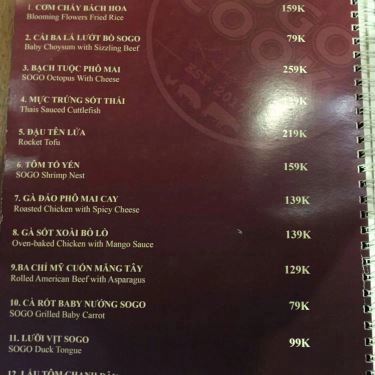 1. CƠM CHÁY BÁCH HOA 159K
Blooming Flowers Fried Rice
2. CẢI BA LÁ LƯỚT BÒ SOGO 79K
Baby Choysum with Sizzling Beef
3. BẠCH TUỘC PHÔ MAI 259K
SOGO Octopus With Cheese
4. MỰC TRỨNG SỐT THÁI
Thais Sauced Cuttlefish
5. ĐẬU TÊN LỬA 219K
Rocket Tofu
6. TÔM TỔ YẾN 159K
SOGO Shrimp Nest
7. GÀ ĐẢO PHÔ MAI CAY 139K
Roasted Chicken with Spicy Cheese
8. GÀ SỐT XOÀI BỎ LÒ 139K
Oven-baked Chicken with Mango Sauce
9.BA CHỈ MỸ CUỐN MĂNG TÂY 129K
Rolled American Beef with Asparagus
10. CÀ RỐT BABY NƯỚNG SOGO 79K
SOGO Grilled Baby Carrot
11. LƯỠI VỊT SOGO 99K
SOGO Duck Tongue
12. LẨU TÔM CHANH DÂY